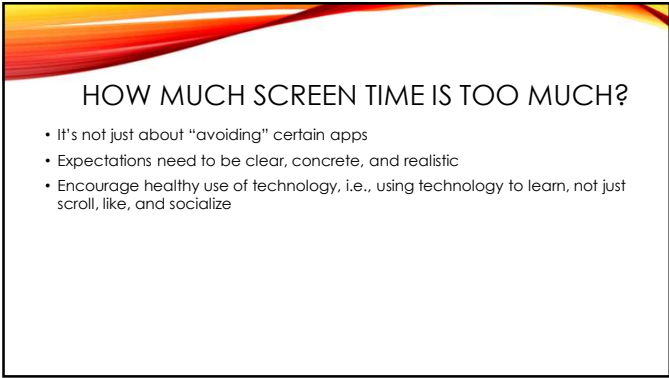 HOW MUCH SCREEN TIME IS TOO MUCH?
• It's not just about “avoiding” certain apps
• Expectations need to be clear, concrete, and realistic
• Encourage healthy use of technology, i.e., using technology to learn, not just
scroll, like, and socialize